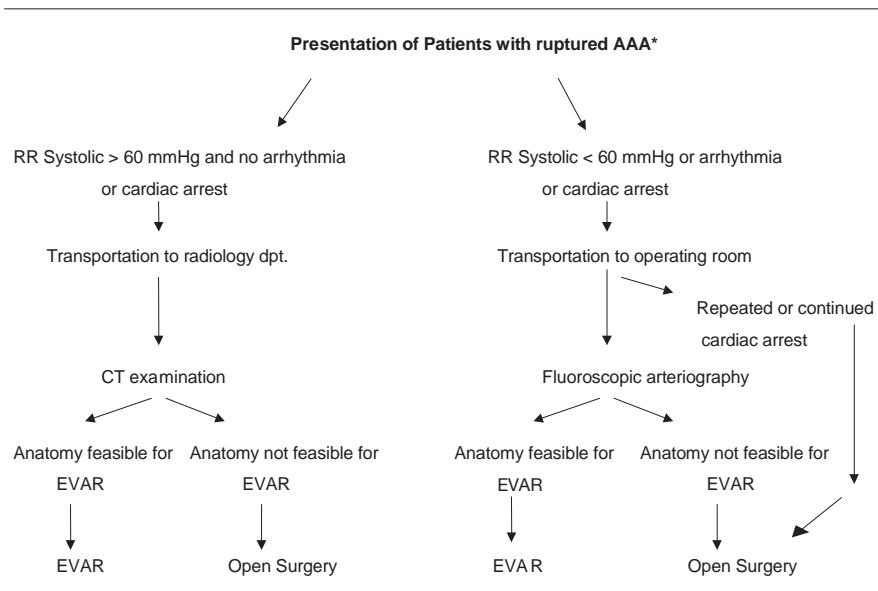 Presentation of Patients with ruptured AAA*
RR Systolic > 60 mmHg and no arrhythmia
or cardiac arrest
RR Systolic < 60 mmHg or arrhythmia
or cardiac arrest
Transportation to radiology dpt.
Transportation to operating room
Repeated or continued
cardiac arrest
CT examination
Fluoroscopic arteriography
Anatomy feasible for
EVAR
Anatomy not feasible for
EVAR
Anatomy feasible for
EVAR
Anatomy not feasible for
EVAR
EVAR
Open Surgery
EVAR
Open Surgery